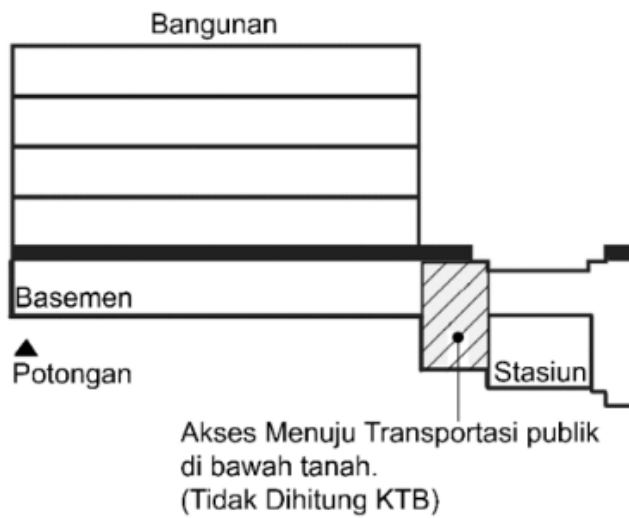 Bangunan
Basemen
Potongan
Stasiun
Akses Menuju Transportasi publik
di bawah tanah.
(Tidak Dihitung KTB)